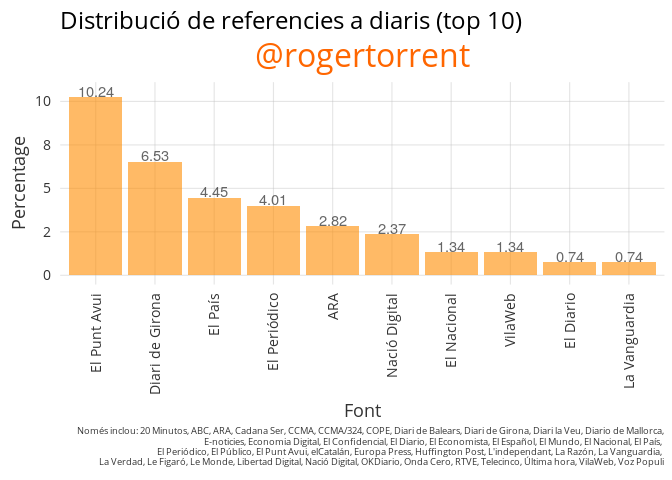 Distribució de referencies a diaris (top 10)
@rogertorrent
Percentage
10
8
5
2
0
10.24
6.53
4.45
4.01
2.82
2.37
1.34
1.34
0.74
0.74
El Punt Avui
Diari de Girona
El País
El Periódico
ARA
Nació Digital
El Nacional
VilaWeb
El Diario
La Vanguardia
Font
Només inclou: 20 Minutos, ABC, ARA, Cadana Ser, CCMA, CCMA/324, COPE, Diari de Balears, Diari de Girona, Diari la Veu, Diario de Mallorca,
E-noticies, Economia Digital, El Confidencial, El Diario, El Economista, El Español, El Mundo, El Nacional, El País,
El Periódico, El Público, El Punt Avui, elCatalán, Europa Press, Huffington Post, L'independant, La Razón, La Vanguardia,
La Verdad, Le Figaró, Le Monde, Libertad Digital, Nació Digital, OKDiario, Onda Cero, RTVE, Telecinco, Última hora, VilaWeb, Voz Populi